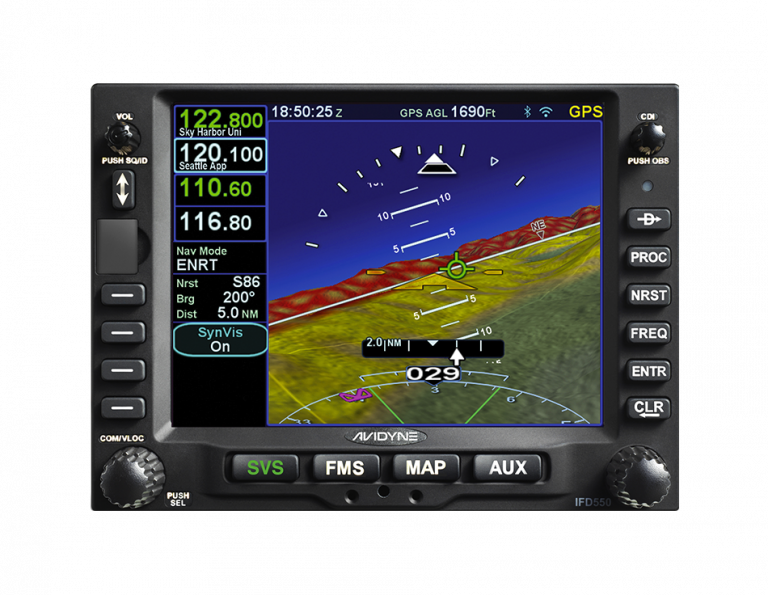 VOL
PUSH SQ/ID
122.800
Sky Harbor Uni
120.100
Seattle App
110.60
116.80
Nav Mode
ENRT
Nrst S86
Brg 200°
Dist 5.0 NM
SynVis
On
18:50:25 Z GPS AGL 1690Ft GPS
10 10
5 5
NE
5 5
10
2.0 NM
029
3
6
CDI
PUSH OBS
D
PROC
NRST
FREQ
ENTR
CLR
AVIDYNE
COM/VLOC
PUSH
SEL
SVS FMS MAP AUX
IFD550